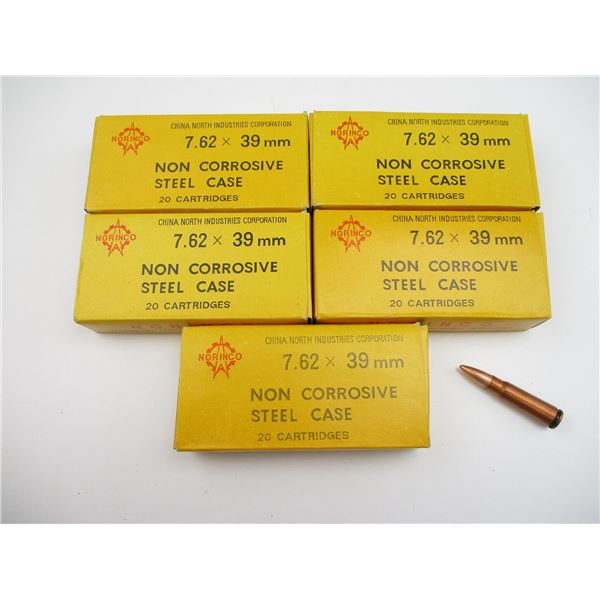 CHINA NORTH INDUSTRIES CORPORATION
NORINCO
7.62 × 39 mm
NON CORROSIVE
STEEL CASE
20 CARTRIDGES
CHINA NORTH INDUSTRIES CORPORATION
NORINCO
7.62 × 39 mm
NON CORROSIVE
STEEL CASE
20 CARTRIDGES
CHINA NORTH INDUSTRIES CORPORATION
NORINCO
7.62 × 39 mm
NON CORROSIVE
STEEL CASE
20 CARTRIDGES
NORINCO
CHINA NORTH INDUSTRIES CORPORATION
NORINCO
7.62 × 39 mm
NON CORROSIVE
STEEL CASE
20 CARTRIDGES
NORINCO
CHINA NORTH INDUSTRIES CORPORATION
NORINCO
7.62 × 39 mm
NON CORROSIVE
STEEL CASE
20 CARTRIDGES